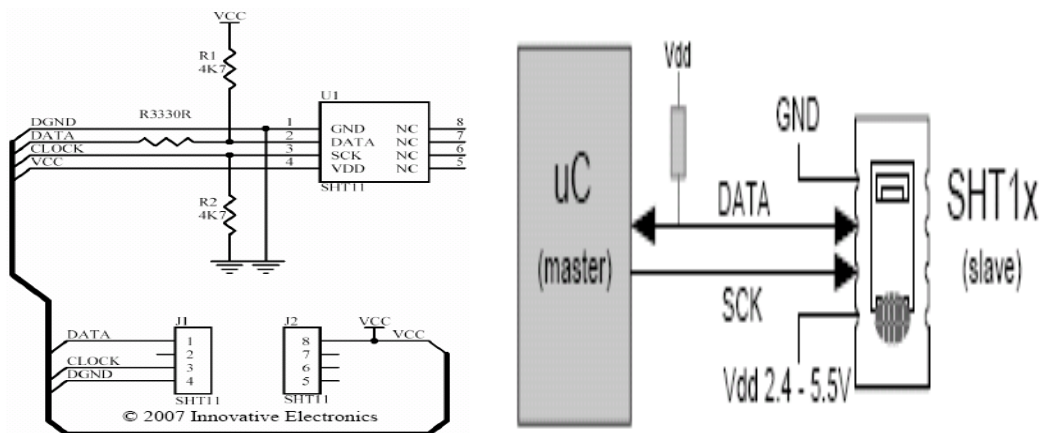 VCC
R1
4K7
U1
R3330R
DGND 1 GND NC 8
DATA 2 DATA NC 7
CLOCK 3 SCK NC 6
VCC 4 VDD NC 5
SHT11
R2
4K7
J1
J2
VCC
VCC
DATA 1
2
CLOCK 3
DGND 4
SHT11
8
7
6
5
SHT11
© 2007 Innovative Electronics
Vdd
GND
uC
(master)
DATA
SCK
SHT1x
(slave)
Vdd 2.4 - 5.5V